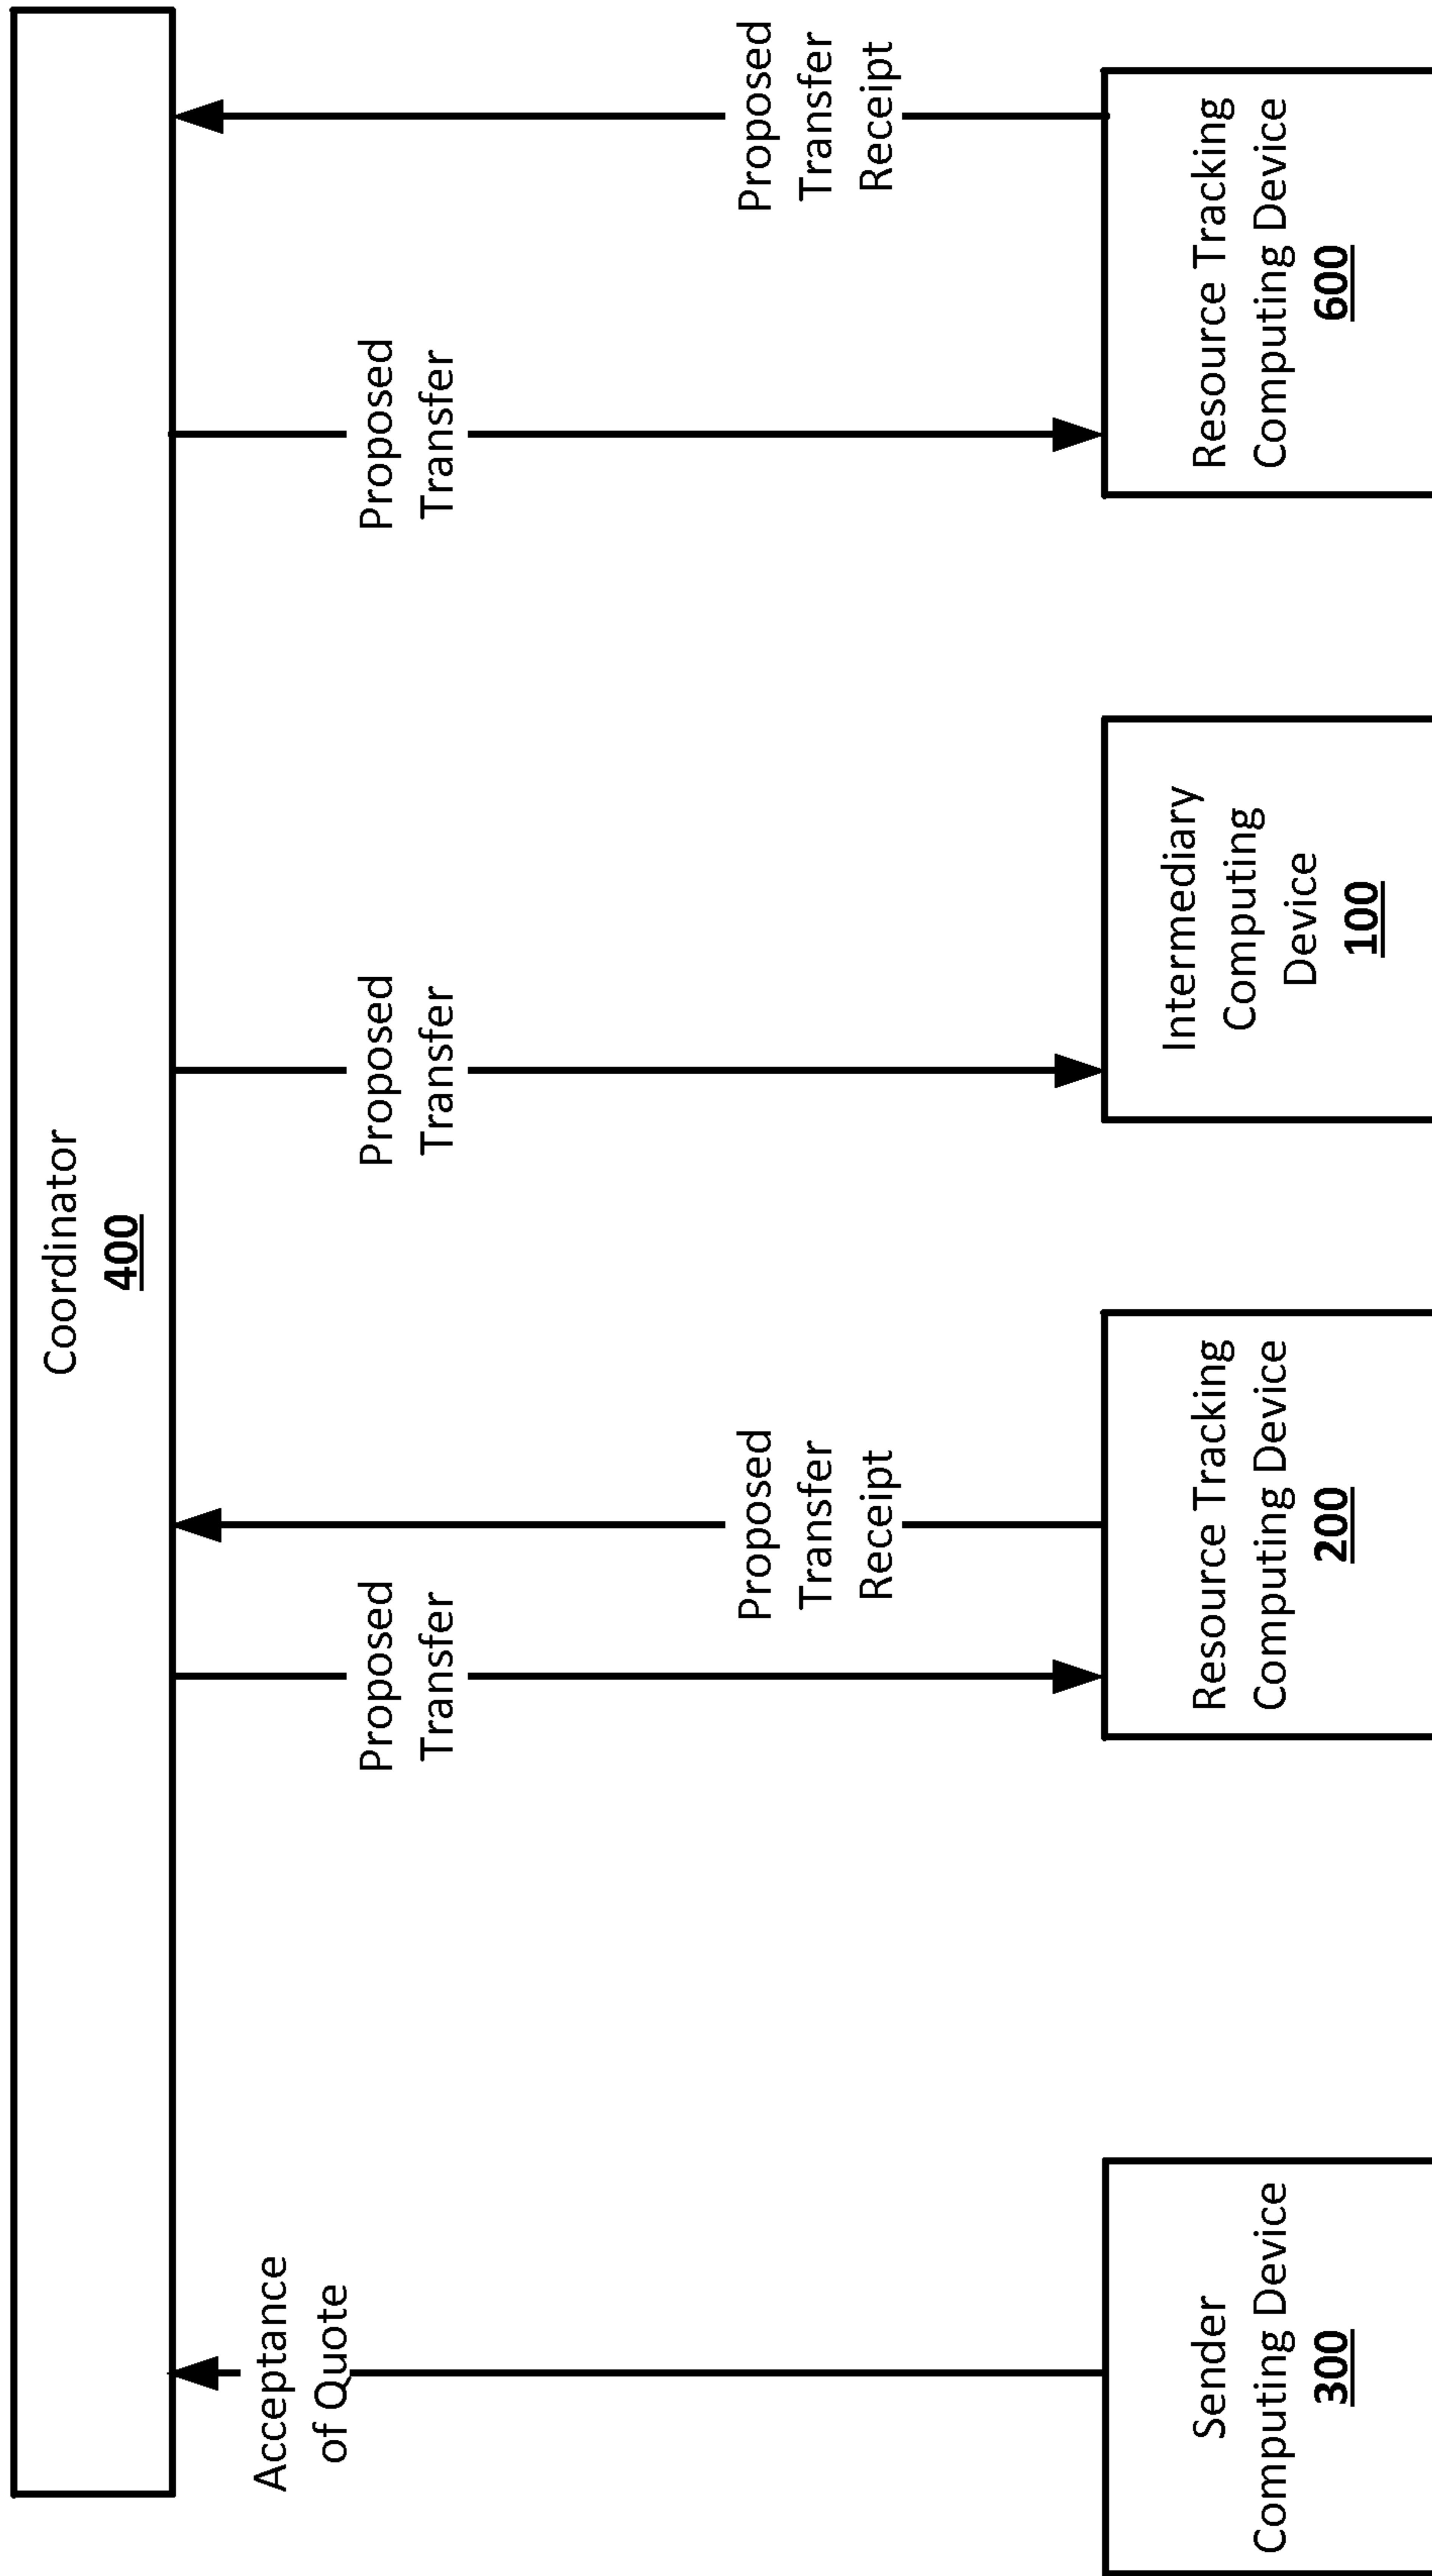 Coordinator
400
Acceptance
of Quote
Proposed
Transfer
Proposed
Transfer
Receipt
Proposed
Transfer
Proposed
Transfer
Proposed
Transfer
Receipt
Sender
Computing Device
300
Resource Tracking
Computing Device
200
Intermediary
Computing
Device
100
Resource Tracking
Computing Device
600